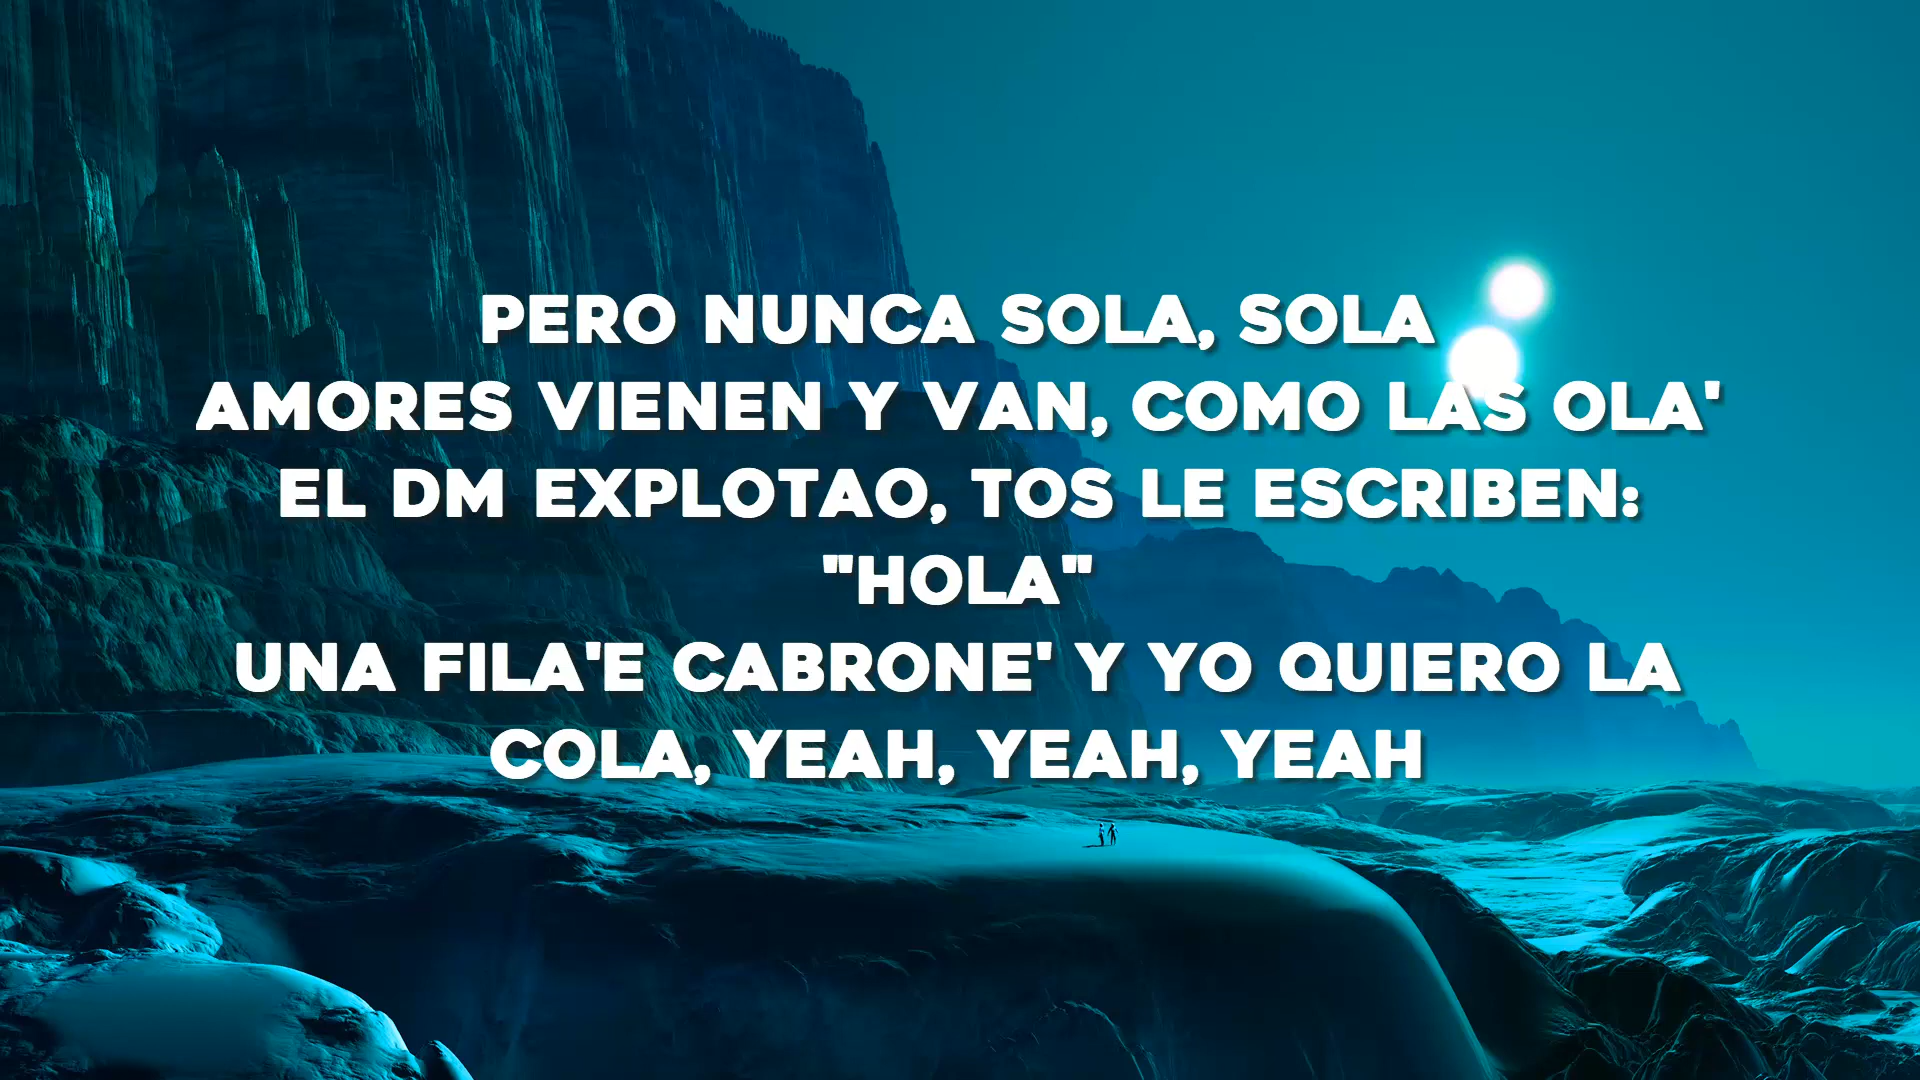 PERO NUNCA SOLA, SOLA
AMORES VIENEN Y VAN, COMO LAS OLA'
EL DM EXPLOTAO, TOS LE ESCRIBEN:
"HOLA"
UNA FILA'E CABRONE' Y YO QUIERO LA
COLA, YEAH, YEAH, YEAH